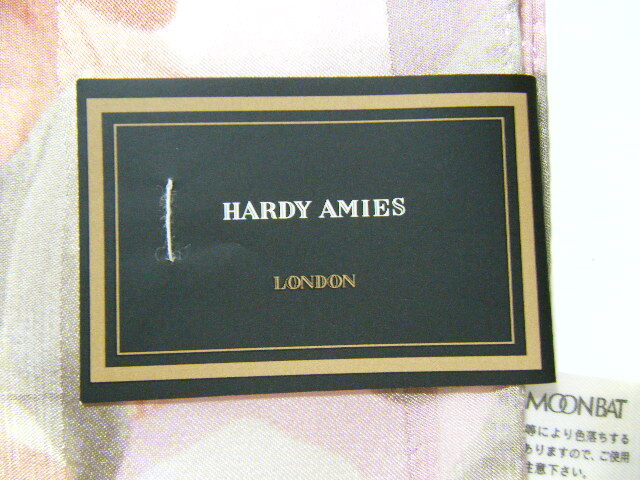 HARDY AMIES
LONDON
MOONBAT
等により色落ちする
ありますので、ご使用
注意下さい。